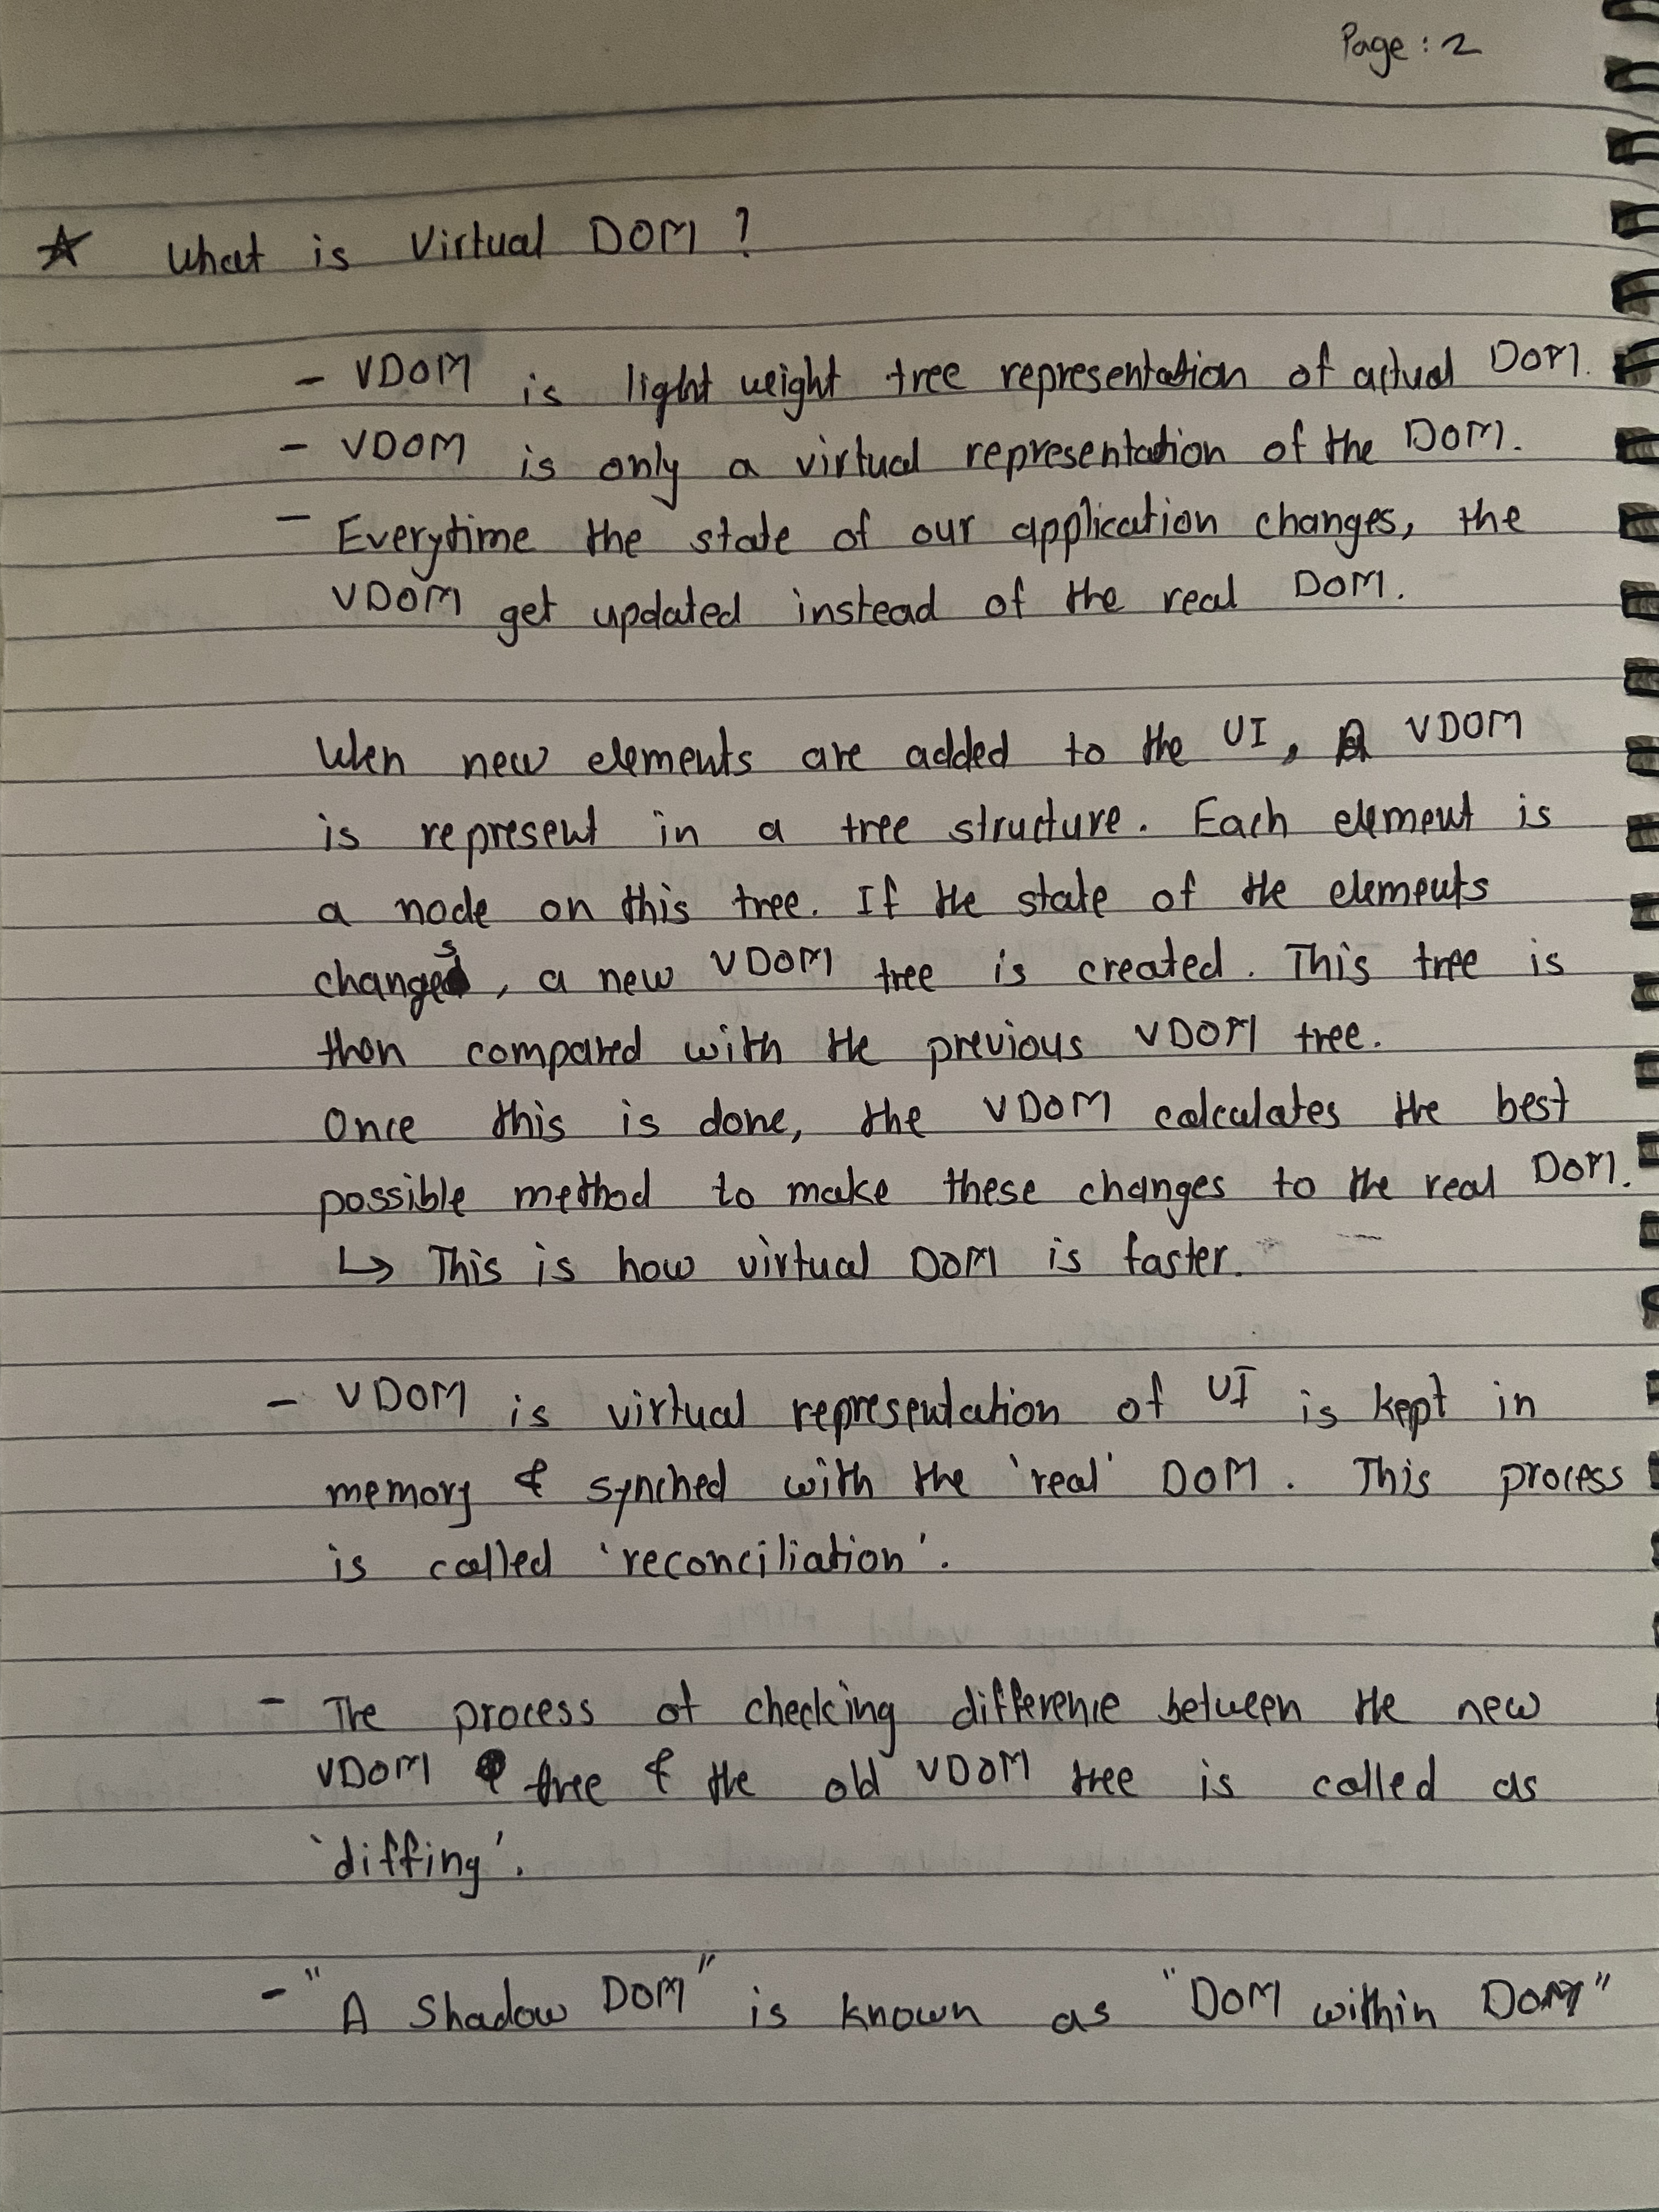 Page : 2
☆ What is Virtual DOM ?
- VDOM is light weight tree representation of actual DOM.
- VDOM is only a virtual representation of the DOM.
- Everytime the state of our application changes, the
VDOM get updated instead of the real DOM.
When new elements are added to the UI, a VDOM
is represent in a tree structure. Each element is
a node on this tree. If the state of the elements
changes, a new VDOM tree is created. This tree is
then compared with the previous VDOM tree.
Once this is done, the VDOM calculates the best
possible method to make these changes to the real DOM.
↳ This is how virtual DOM is faster.
- VDOM is virtual representation of UI is kept in
memory & synched with the 'real' DOM. This process
is called 'reconciliation'.
- The process of checking difference between the new
VDOM tree & the old VDOM tree is called as
'diffing'.
- "A Shadow DOM" is known as "DOM within DOM"